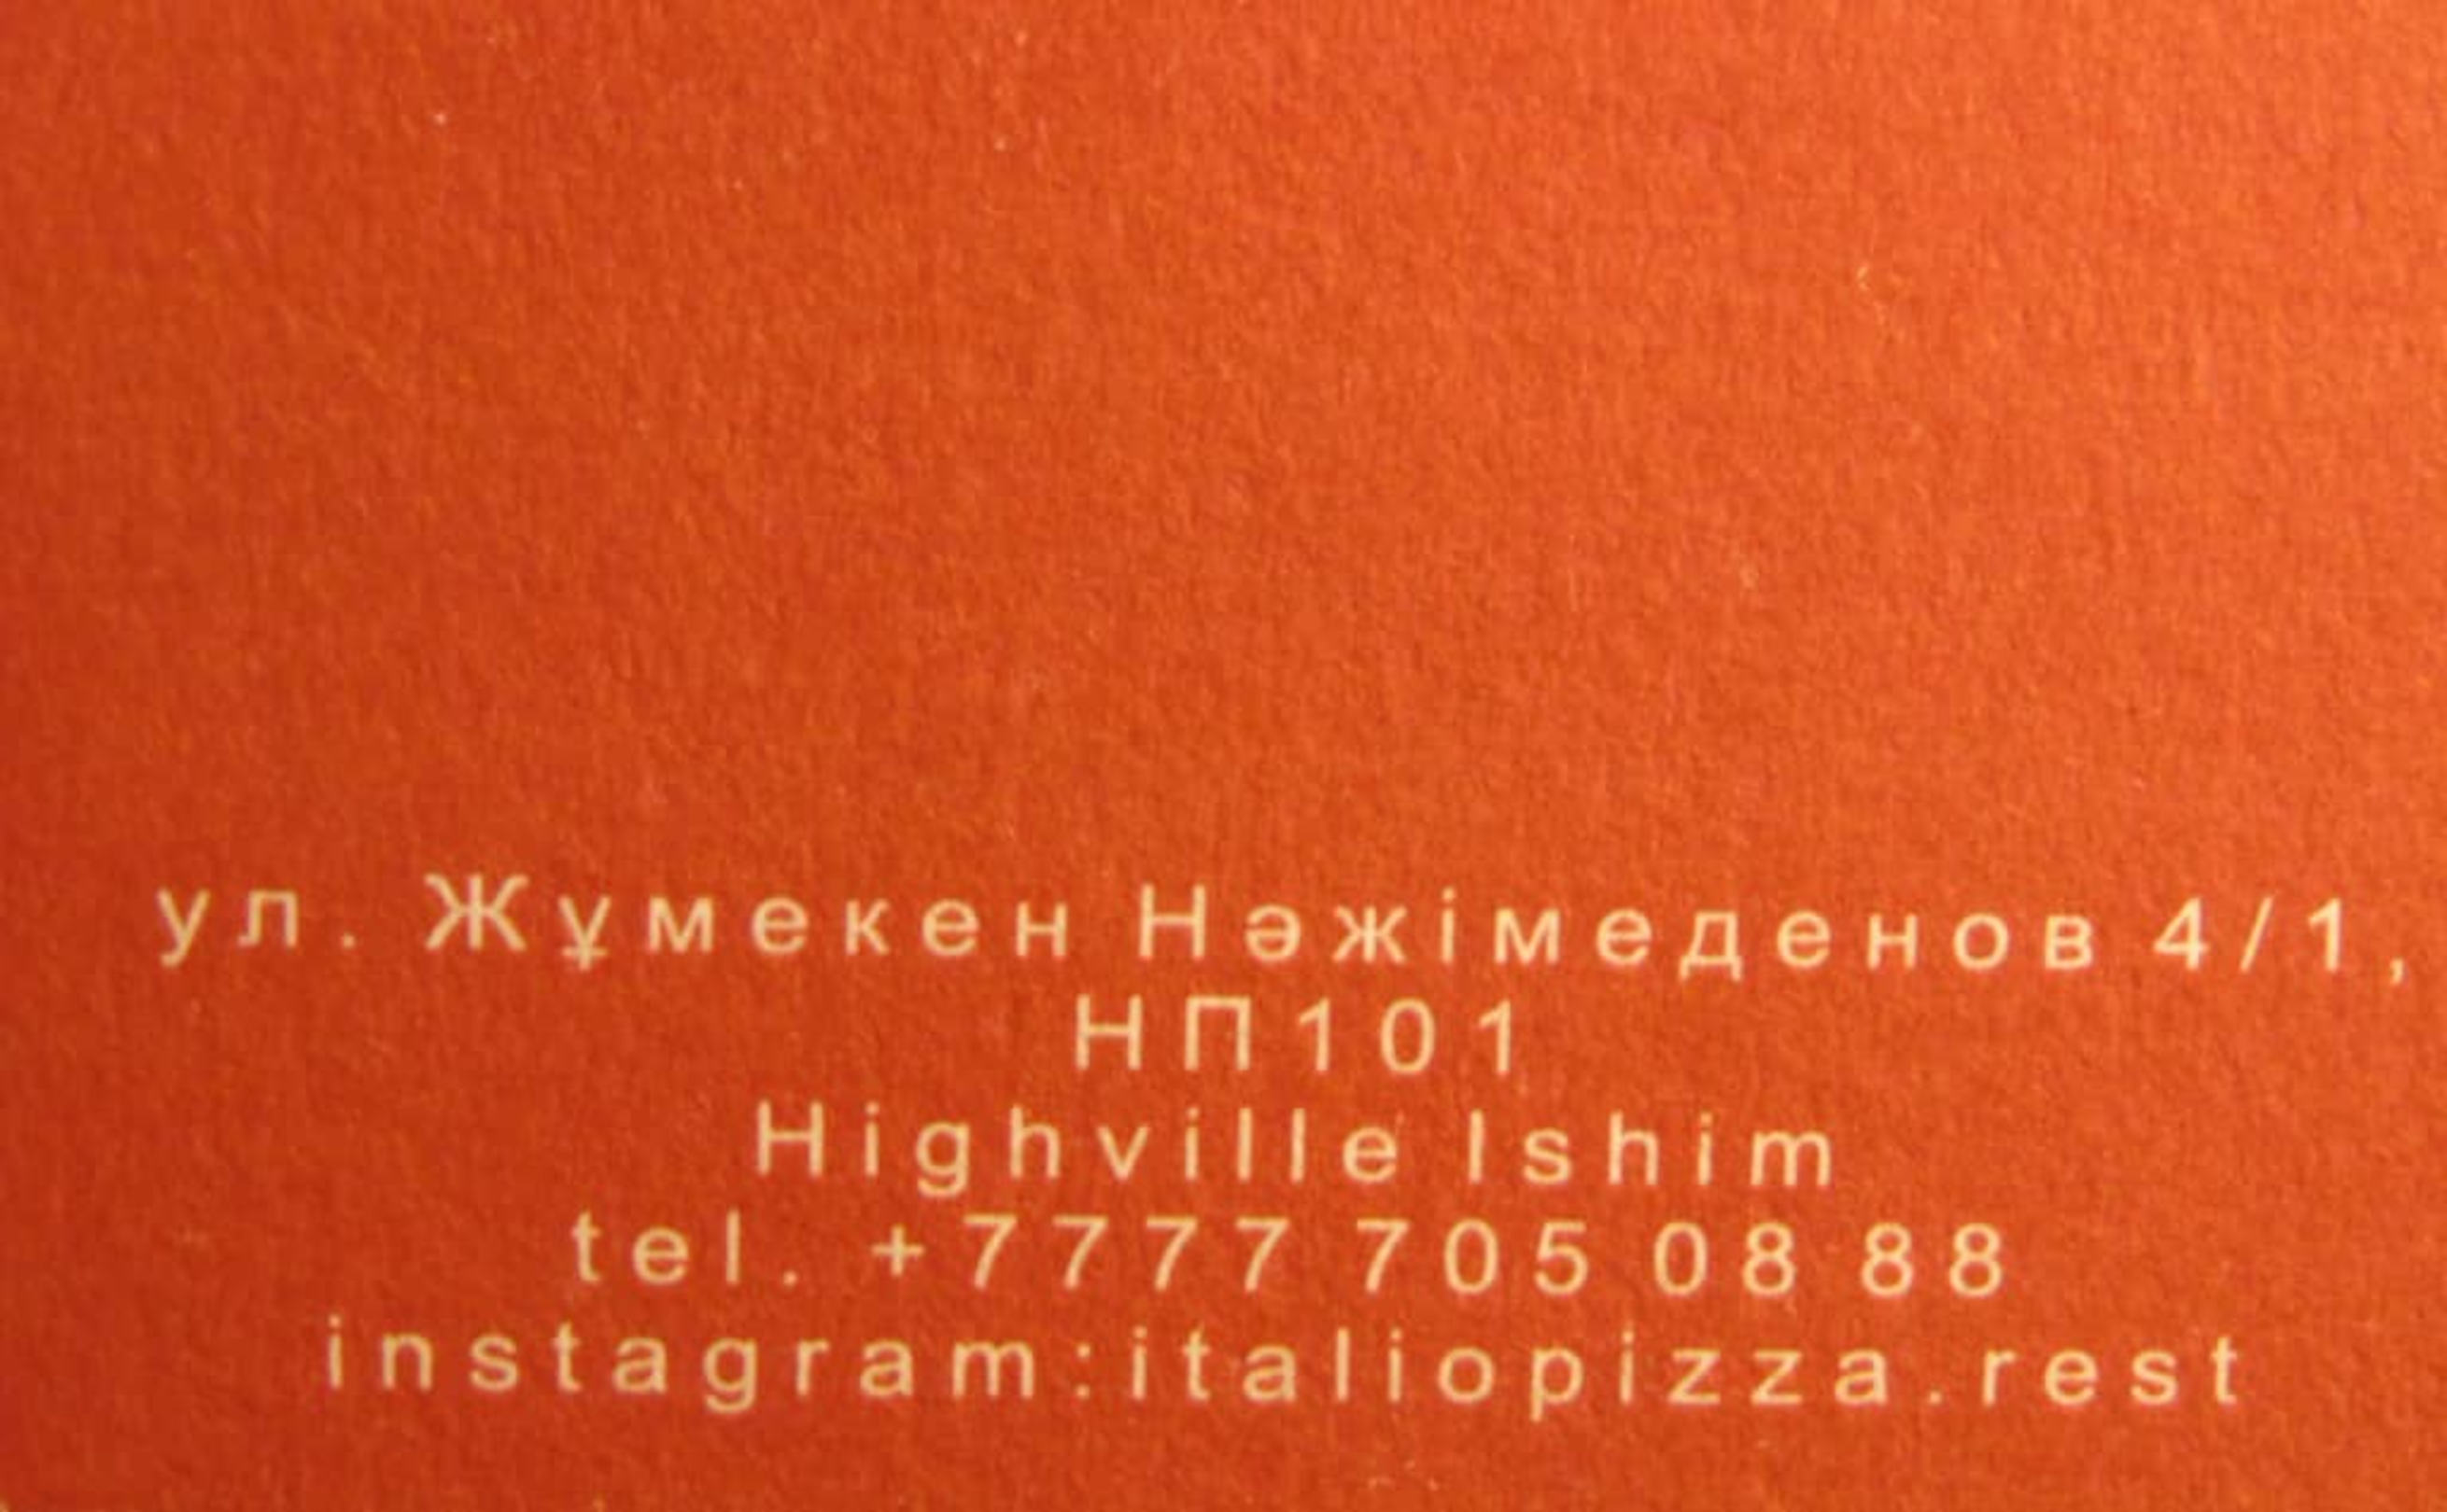 ул. Жұмекен Нәжімеденов 4/1,
НП101
Highville Ishim
tel. +7777 705 08 88
instagram:italiopizza.rest